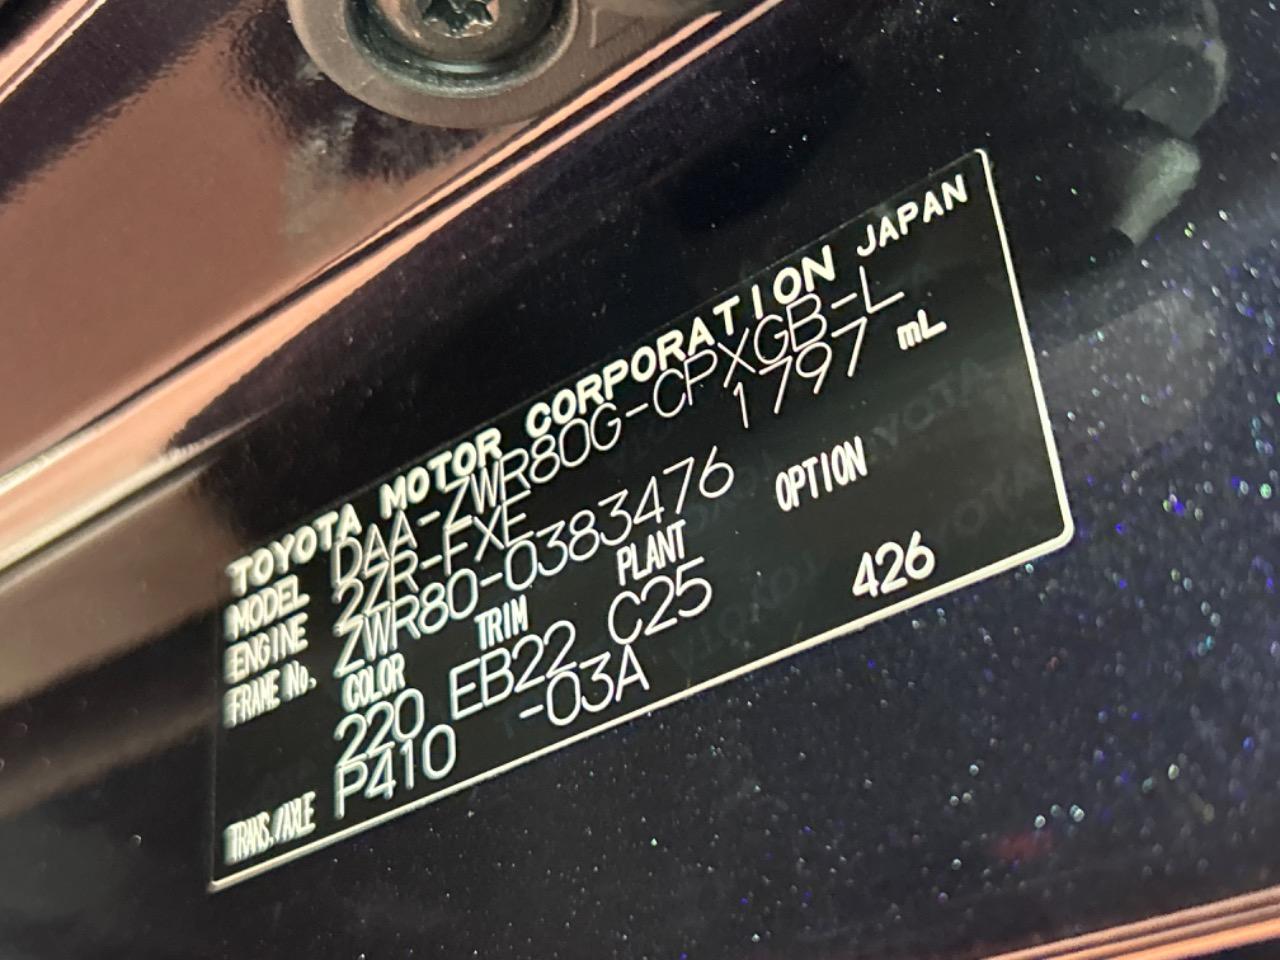 TOYOTA MOTOR CORPORATION JAPAN
MODEL DAA-ZWR80G-CPXGB-L
ENGINE 2ZR-FXE 1797 mL
FRAME No. ZWR80-0383476
COLOR TRIM PLANT OPTION
220 EB22 C25 426
TRANS./AXLE P410 -03A